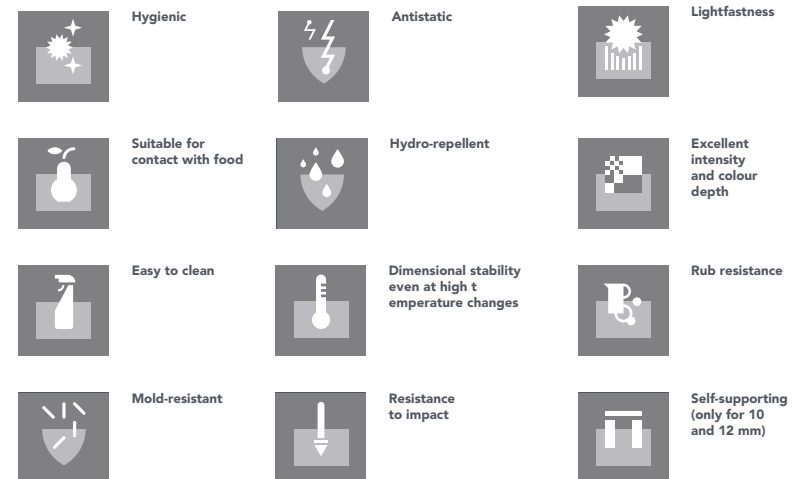 Hygienic
Antistatic
Lightfastness
Suitable for
contact with food
Hydro-repellent
Excellent
intensity
and colour
depth
Easy to clean
Dimensional stability
even at high t
emperature changes
Rub resistance
Mold-resistant
Resistance
to impact
Self-supporting
(only for 10
and 12 mm)